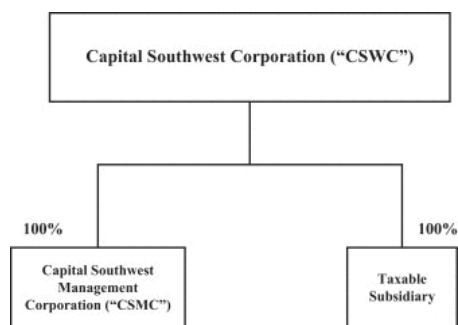 Capital Southwest Corporation (“CSWC”)
100%
100%
Capital Southwest
Management
Corporation (“CSMC”)
Taxable
Subsidiary